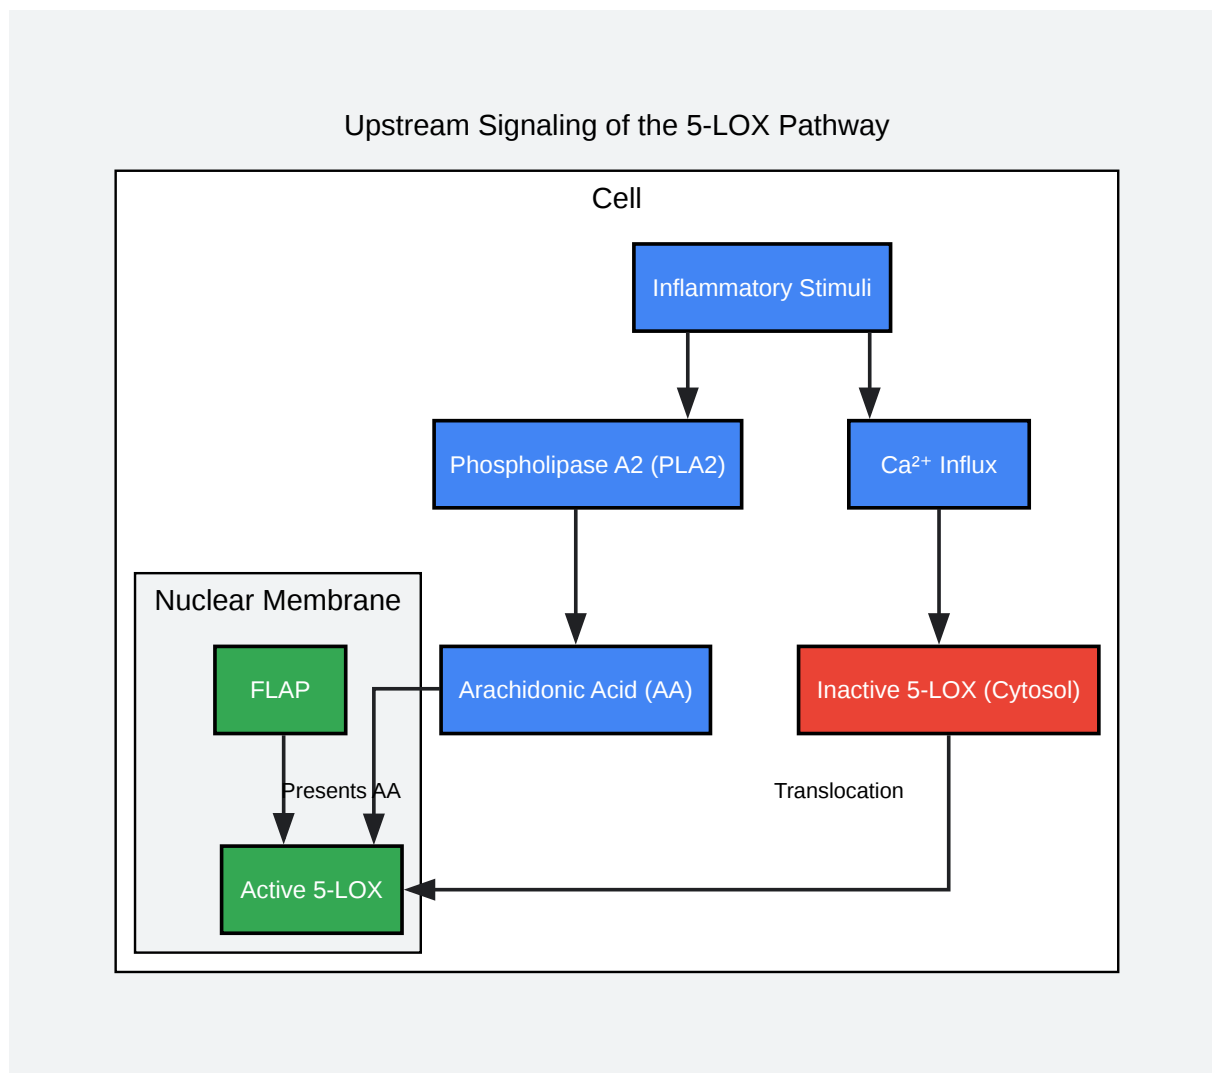 Upstream Signaling of the 5-LOX Pathway
Cell
Inflammatory Stimuli
Phospholipase A2 (PLA2)
Ca²⁺ Influx
Nuclear Membrane
FLAP
Arachidonic Acid (AA)
Inactive 5-LOX (Cytosol)
Presents AA
Translocation
Active 5-LOX